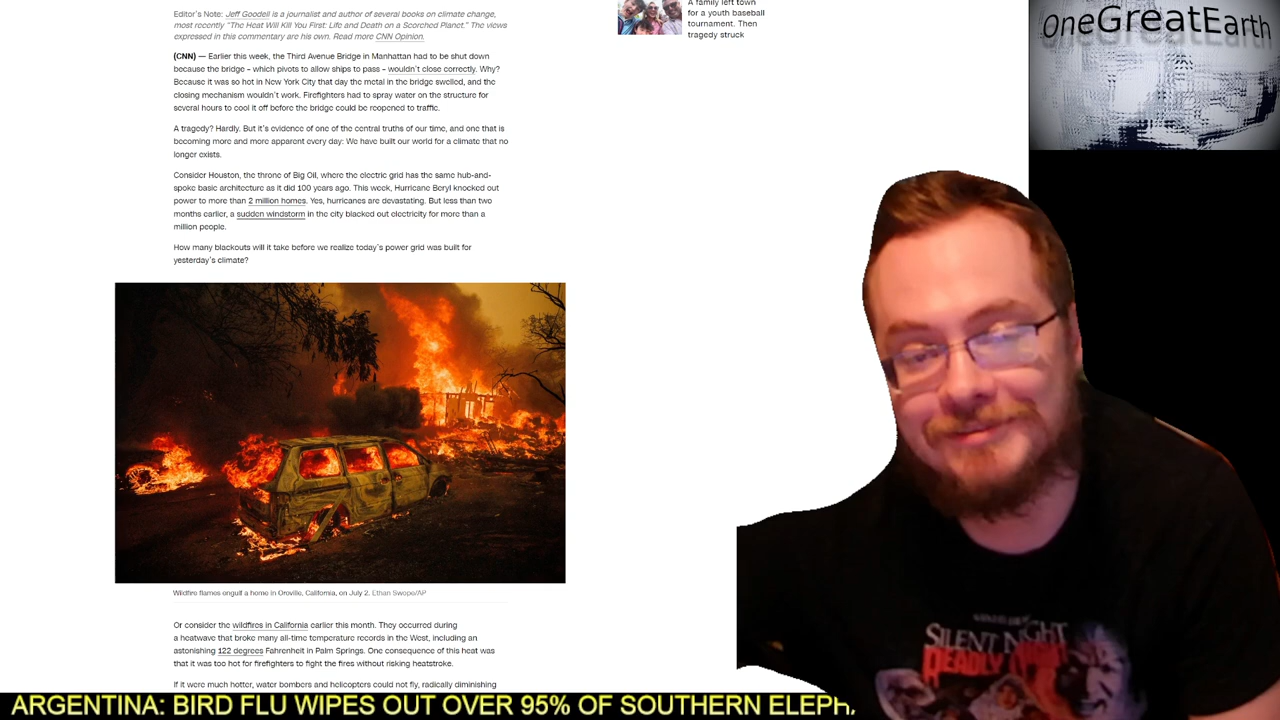 Editor's Note: Jeff Goodell is a journalist and author of several books on climate change,
most recently "The Heat Will Kill You First: Life and Death on a Scorched Planet." The views
expressed in this commentary are his own. Read more CNN Opinion.
(CNN) — Earlier this week, the Third Avenue Bridge in Manhattan had to be shut down
because the bridge – which pivots to allow ships to pass – wouldn't close correctly. Why?
Because it was so hot in New York City that day the metal in the bridge swelled, and the
closing mechanism wouldn't work. Firefighters had to spray water on the structure for
several hours to cool it off before the bridge could be reopened to traffic.
A tragedy? Hardly. But it's evidence of one of the central truths of our time, and one that is
becoming more and more apparent every day: We have built our world for a climate that no
longer exists.
Consider Houston, the throne of Big Oil, where the electric grid has the same hub-and-
spoke basic architecture as it did 100 years ago. This week, Hurricane Beryl knocked out
power to more than 2 million homes. Yes, hurricanes are devastating. But less than two
months earlier, a sudden windstorm in the city blacked out electricity for more than a
million people.
How many blackouts will it take before we realize today's power grid was built for
yesterday's climate?
Wildfire flames engulf a home in Oroville, California, on July 2. Ethan Swope/AP
Or consider the wildfires in California earlier this month. They occurred during
a heatwave that broke many all-time temperature records in the West, including an
astonishing 122 degrees Fahrenheit in Palm Springs. One consequence of this heat was
that it was too hot for firefighters to fight the fires without risking heatstroke.
If it were much hotter, water bombers and helicopters could not fly, radically diminishing
A family left town
for a youth baseball
tournament. Then
tragedy struck
OneGreatEarth
SILENT NIGHT
DEADLY
ARGENTINA: BIRD FLU WIPES OUT OVER 95% OF SOUTHERN ELEPH